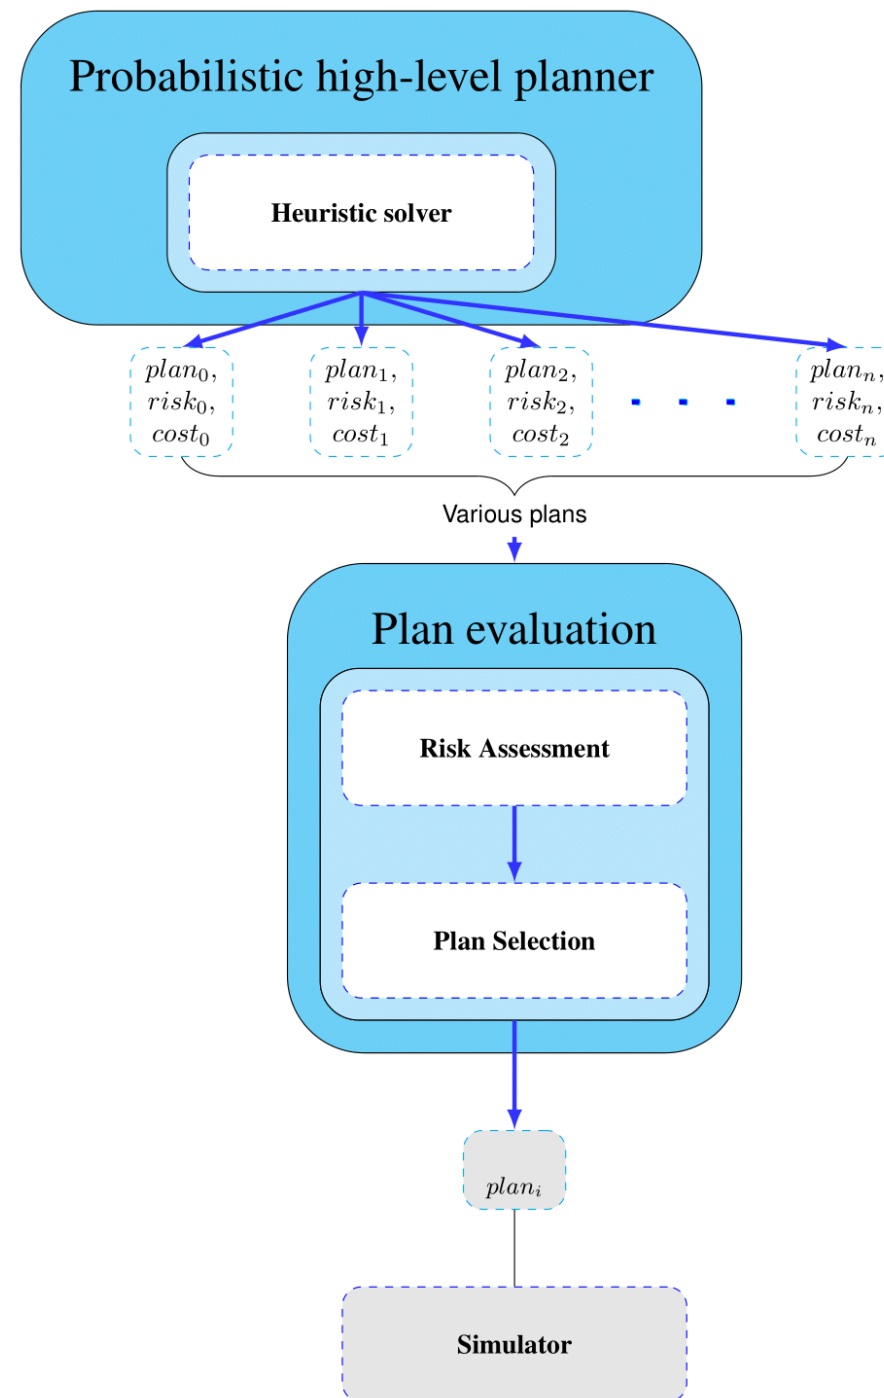 Probabilistic high-level planner
Heuristic solver
plan₀, plan₁, plan₂, planₙ,
risk₀, risk₁, risk₂, . . . riskₙ,
cost₀ cost₁ cost₂ costₙ
Various plans
Plan evaluation
Risk Assessment
Plan Selection
planᵢ
Simulator